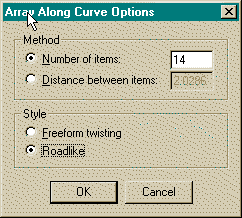 Array Along Curve Options
Method
Number of items: 14
Distance between items: 2.0286
Style
Freeform twisting
Roadlike
OK Cancel